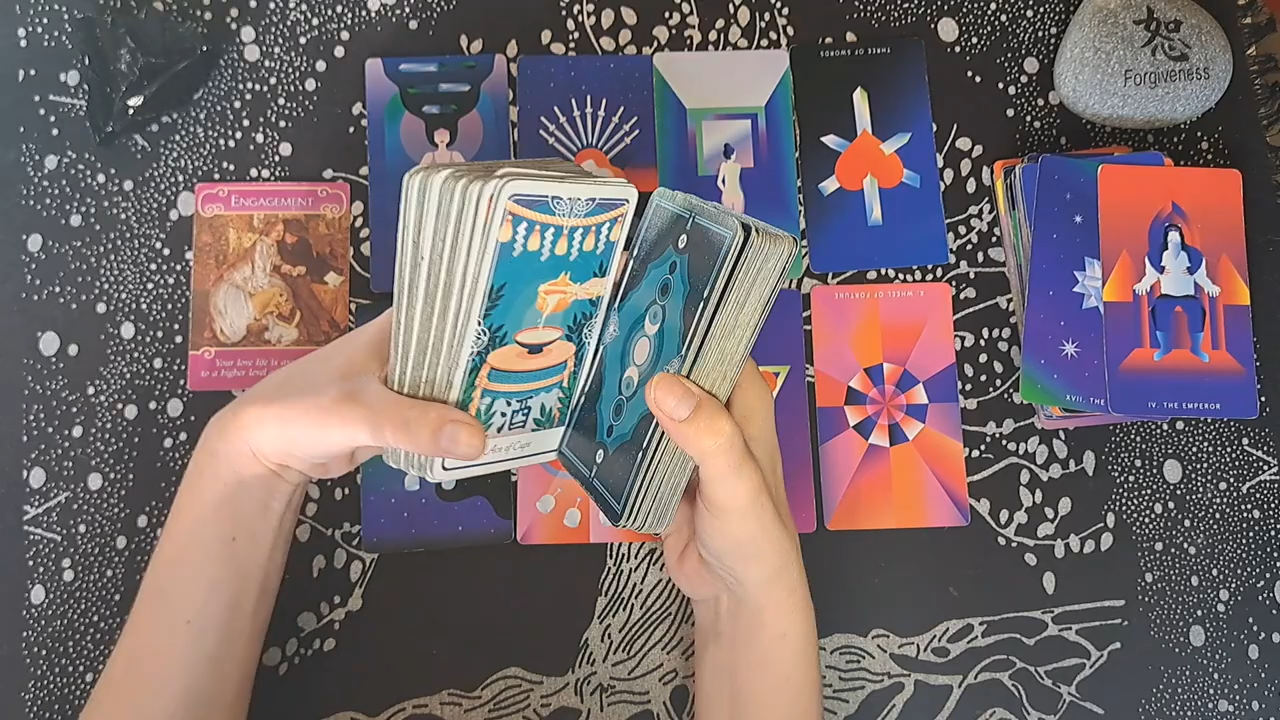 恕
Forgiveness
THREE OF SWORDS
ENGAGEMENT
Your love life is
to a higher level
X. WHEEL OF FORTUNE
XVII. THE
IV. THE EMPEROR
酒
Ace of Cups